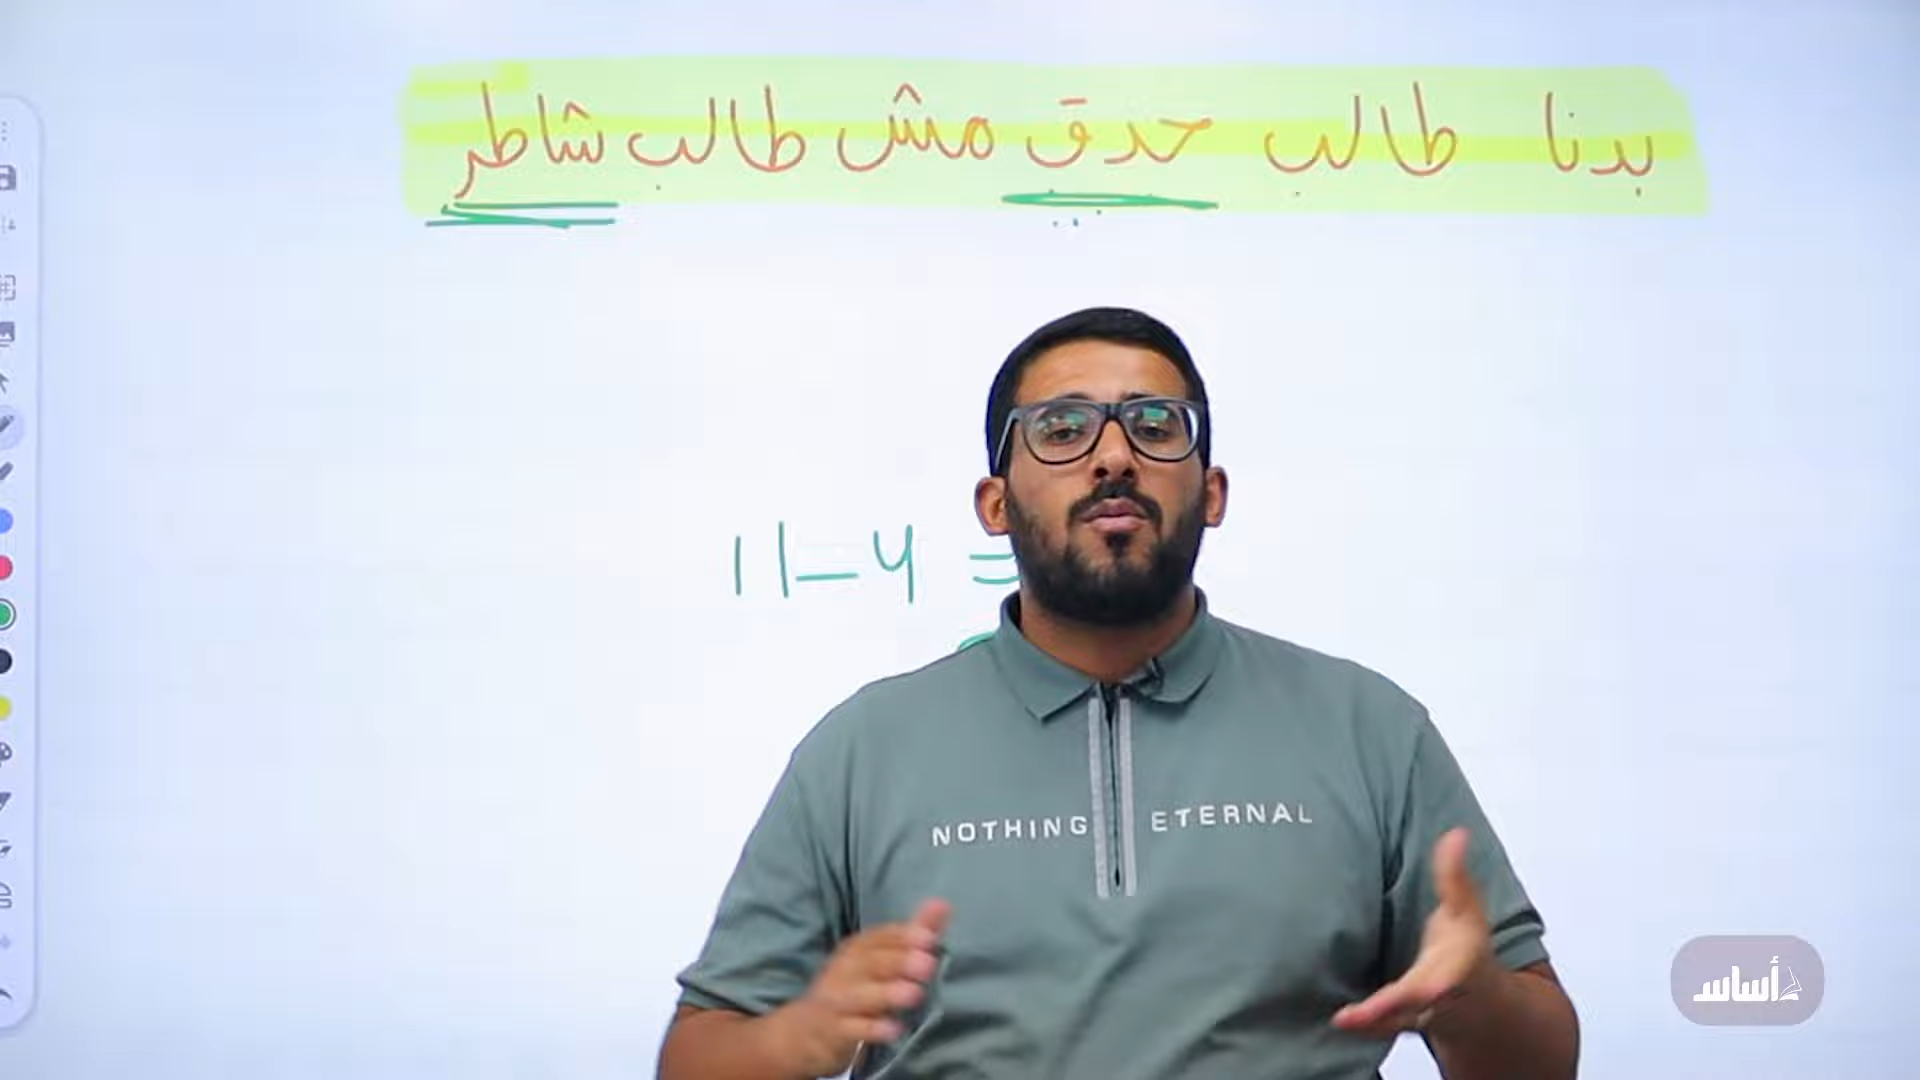 بدنا طالب حدق مش طالب شاطر
11-4 =
NOTHING ETERNAL
أساس